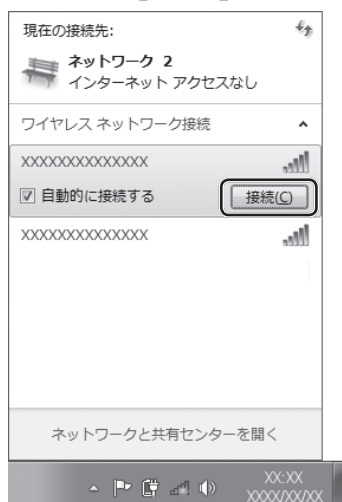 現在の接続先:
ネットワーク 2
インターネット アクセスなし
ワイヤレス ネットワーク接続
XXXXXXXXXXXXXX
自動的に接続する
接続(C)
XXXXXXXXXXXXXX
ネットワークと共有センターを開く
XX:XX
XXXX/XX/XX